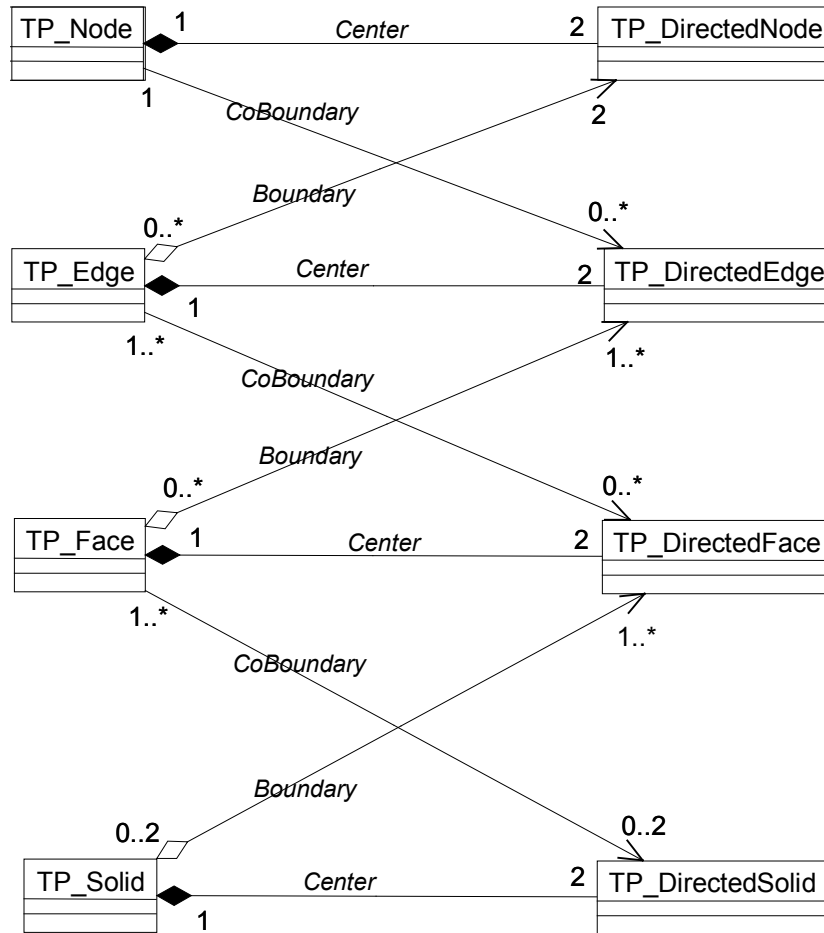 TP_Node 1 Center 2 TP_DirectedNode
1 CoBoundary 2
Boundary
0..* 0..*
TP_Edge Center 2 TP_DirectedEdge
1
1..* CoBoundary 1..*
Boundary
0..* 0..*
TP_Face 1 Center 2 TP_DirectedFace
1..* 1..*
CoBoundary
Boundary
0..2 0..2
TP_Solid Center 2 TP_DirectedSolid
1